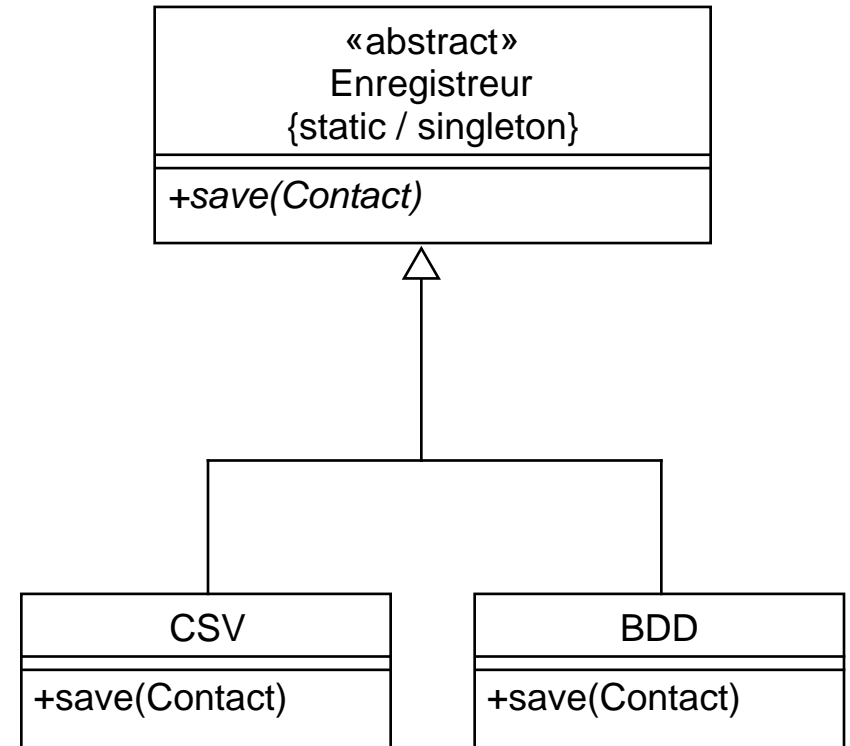 «abstract»
Enregistreur
{static / singleton}
+save(Contact)
CSV
+save(Contact)
BDD
+save(Contact)